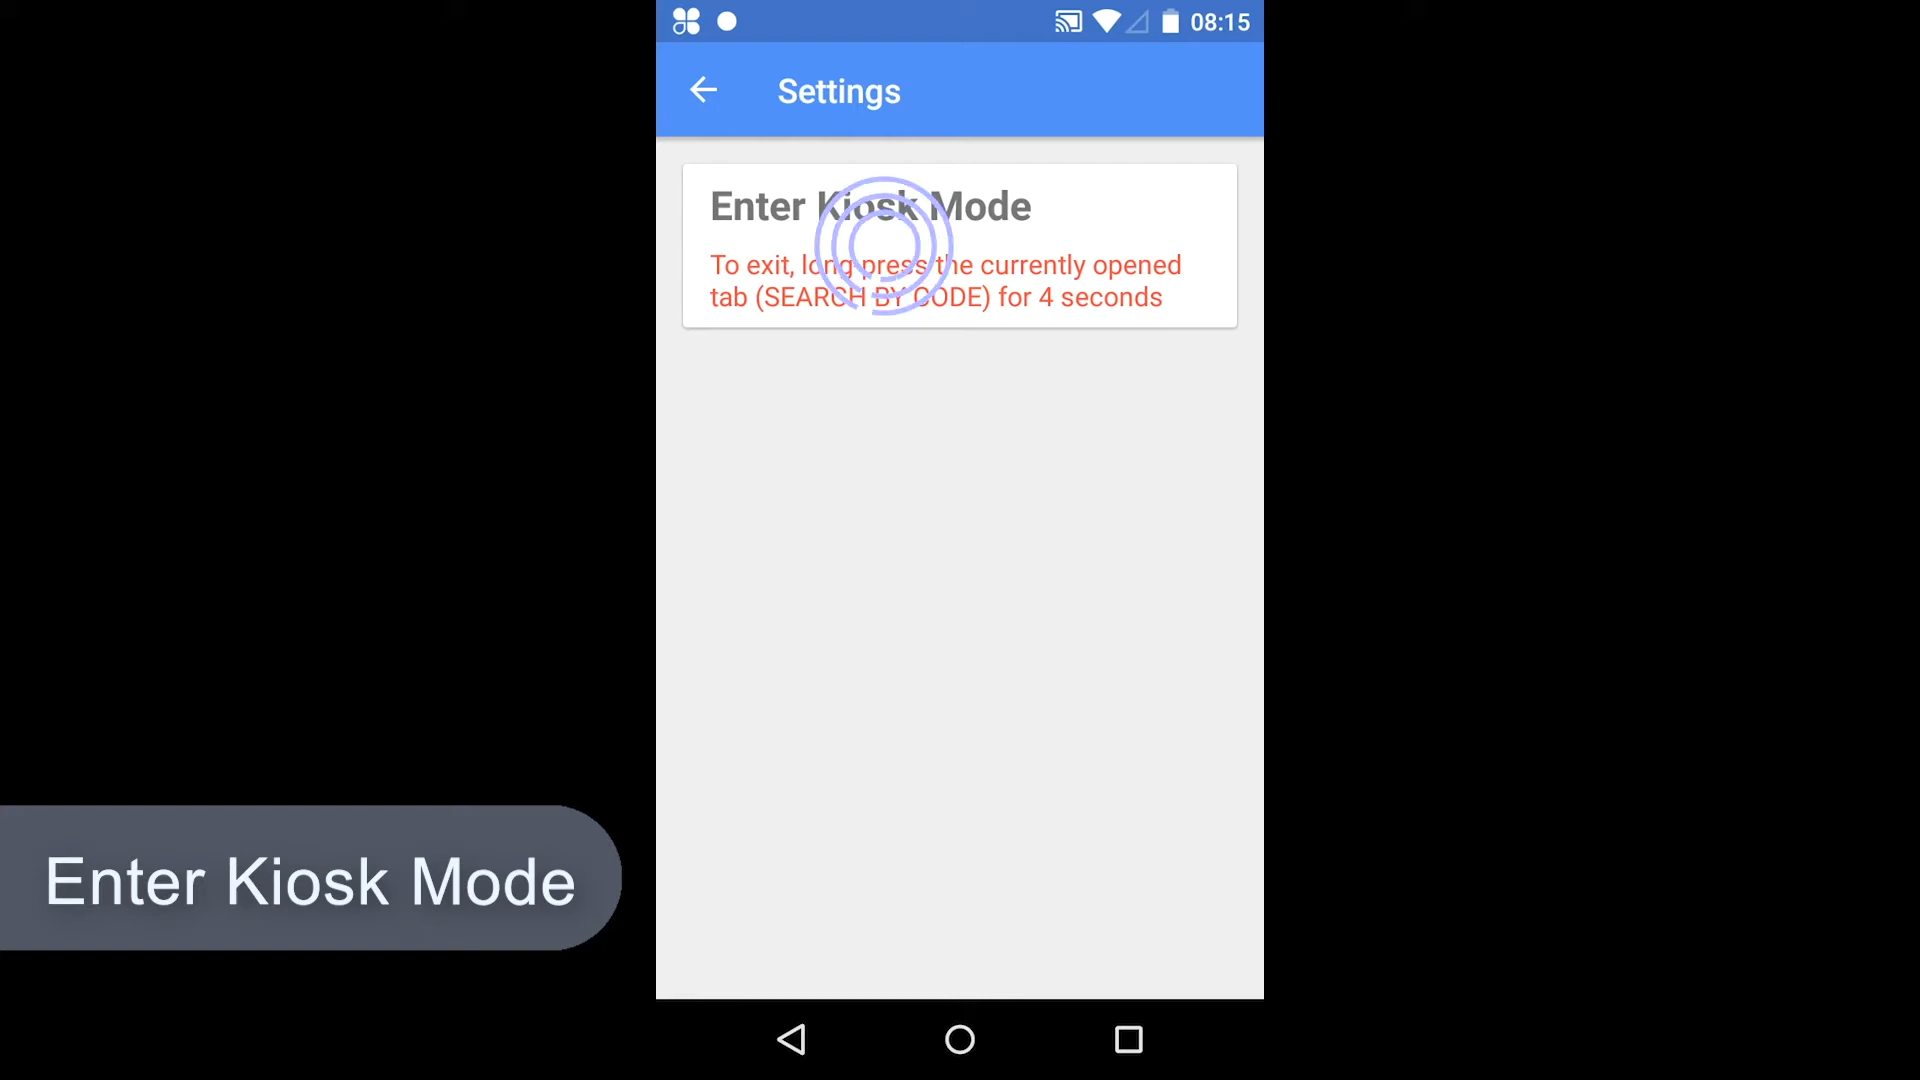 08:15
Settings
Enter Kiosk Mode
To exit, long press the currently opened
tab (SEARCH BY CODE) for 4 seconds
Enter Kiosk Mode